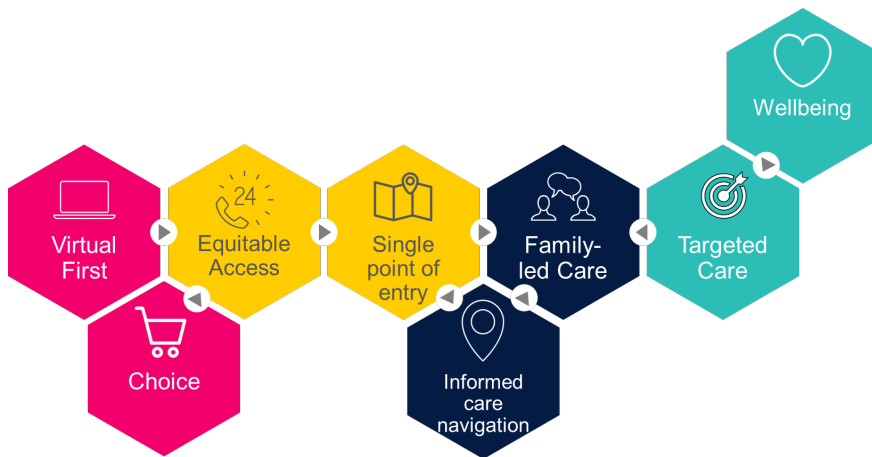 Wellbeing
Virtual
First
24
Equitable
Access
Single
point of
entry
Family-
led Care
Targeted
Care
Choice
Informed
care
navigation